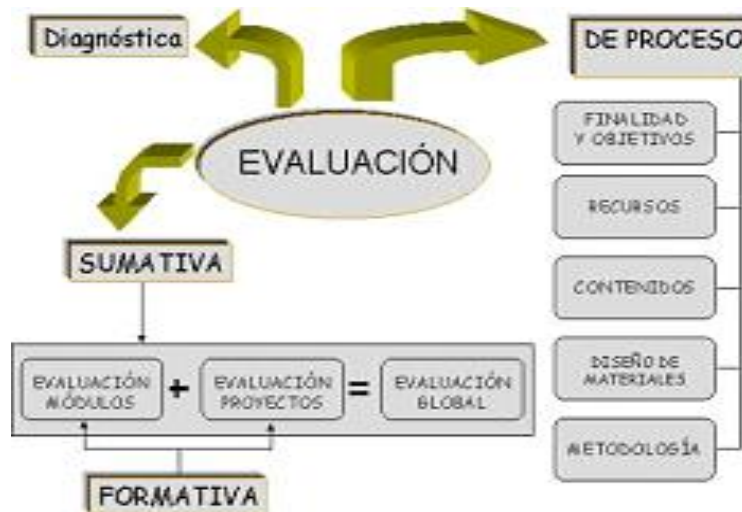 Diagnóstica
DE PROCESO
EVALUACIÓN
FINALIDAD
Y OBJETIVOS
RECURSOS
CONTENIDOS
DISEÑO DE
MATERIALES
METODOLOGÍA
SUMATIVA
EVALUACIÓN
MÓDULOS
+
EVALUACIÓN
PROYECTOS
=
EVALUACIÓN
GLOBAL
FORMATIVA